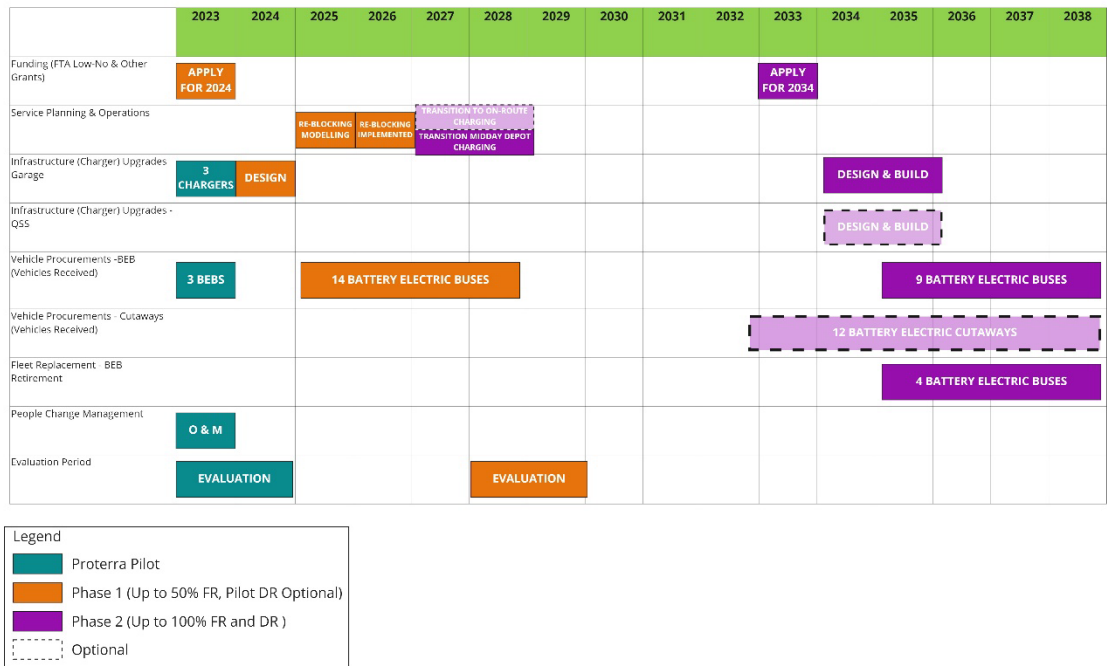 2023 2024 2025 2026 2027 2028 2029 2030 2031 2032 2033 2034 2035 2036 2037 2038
Funding (FTA Low-No & Other
Grants)
APPLY
FOR 2024
APPLY
FOR 2034
Service Planning & Operations
RE-BLOCKING
MODELLING
RE-BLOCKING
IMPLEMENTED
TRANSITION TO ON-ROUTE
CHARGING
TRANSITION MIDDAY DEPOT
CHARGING
Infrastructure (Charger) Upgrades
Garage
3
CHARGERS
DESIGN
DESIGN & BUILD
Infrastructure (Charger) Upgrades -
QSS
DESIGN & BUILD
Vehicle Procurements -BEB
(Vehicles Received)
3 BEBS
14 BATTERY ELECTRIC BUSES
9 BATTERY ELECTRIC BUSES
Vehicle Procurements - Cutaways
(Vehicles Received)
12 BATTERY ELECTRIC CUTAWAYS
Fleet Replacement - BEB
Retirement
4 BATTERY ELECTRIC BUSES
People Change Management
O & M
Evaluation Period
EVALUATION
EVALUATION
Legend
Proterra Pilot
Phase 1 (Up to 50% FR, Pilot DR Optional)
Phase 2 (Up to 100% FR and DR )
Optional